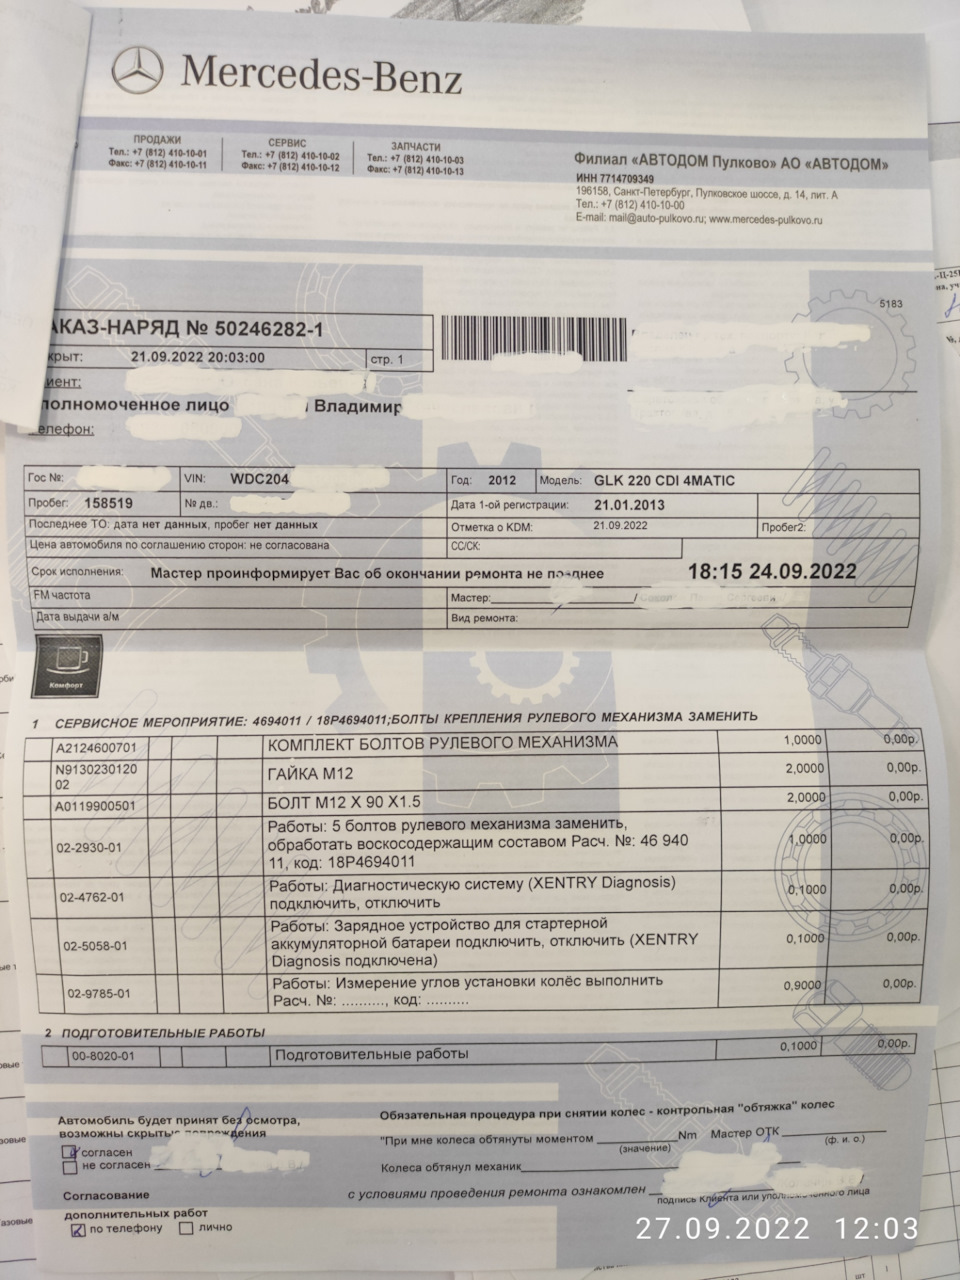 Mercedes-Benz
ПРОДАЖИ
Тел.: +7 (812) 410-10-01
Факс: +7 (812) 410-10-11
СЕРВИС
Тел.: +7 (812) 410-10-02
Факс: +7 (812) 410-10-12
ЗАПЧАСТИ
Тел.: +7 (812) 410-10-03
Факс: +7 (812) 410-10-13
Филиал «АВТОДОМ Пулково» АО «АВТОДОМ»
ИНН 7714709349
196158, Санкт-Петербург, Пулковское шоссе, д. 14, лит. А
Тел.: +7 (812) 410-10-00
E-mail: mail@auto-pulkovo.ru; www.mercedes-pulkovo.ru
5183
АКАЗ-НАРЯД № 50246282-1
крыт: 21.09.2022 20:03:00 стр. 1
иент:
полномоченное лицо Владимир
елефон:
Гос №: VIN: WDC204 Год: 2012 Модель: GLK 220 CDI 4MATIC
Пробег: 158519 № дв.: Дата 1-ой регистрации: 21.01.2013
Последнее ТО: дата нет данных, пробег нет данных Отметка о KDM: 21.09.2022 Пробег2:
Цена автомобиля по соглашению сторон: не согласована СС/СК:
Срок исполнения: Мастер проинформирует Вас об окончании ремонта не позднее 18:15 24.09.2022
FM частота Мастер: /
Дата выдачи а/м Вид ремонта:
Комфорт
1 СЕРВИСНОЕ МЕРОПРИЯТИЕ: 4694011 / 18P4694011;БОЛТЫ КРЕПЛЕНИЯ РУЛЕВОГО МЕХАНИЗМА ЗАМЕНИТЬ
A2124600701 КОМПЛЕКТ БОЛТОВ РУЛЕВОГО МЕХАНИЗМА 1,0000 0,00р.
N9130230120
02 ГАЙКА М12 2,0000 0,00р.
A0119900501 БОЛТ М12 Х 90 Х1.5 2,0000 0,00р.
02-2930-01 Работы: 5 болтов рулевого механизма заменить,
обработать воскосодержащим составом Расч. №: 46 940
11, код: 18P4694011 1,0000 0,00р.
02-4762-01 Работы: Диагностическую систему (XENTRY Diagnosis)
подключить, отключить 0,1000 0,00р.
02-5058-01 Работы: Зарядное устройство для стартерной
аккумуляторной батареи подключить, отключить (XENTRY
Diagnosis подключена) 0,1000 0,00р.
02-9785-01 Работы: Измерение углов установки колёс выполнить
Расч. №: .........., код: .......... 0,9000 0,00р.
2 ПОДГОТОВИТЕЛЬНЫЕ РАБОТЫ
00-8020-01 Подготовительные работы 0,1000 0,00р.
Автомобиль будет принят без осмотра,
возможны скрытые повреждения
согласен
не согласен
Согласование
дополнительных работ
по телефону лично
Обязательная процедура при снятии колес - контрольная "обтяжка" колес
"При мне колеса обтянуты моментом Nm Мастер ОТК
(значение) (ф. и. о.)
Колеса обтянул механик
с условиями проведения ремонта ознакомлен
подпись Клиента или уполномоченного лица
27.09.2022 12:03